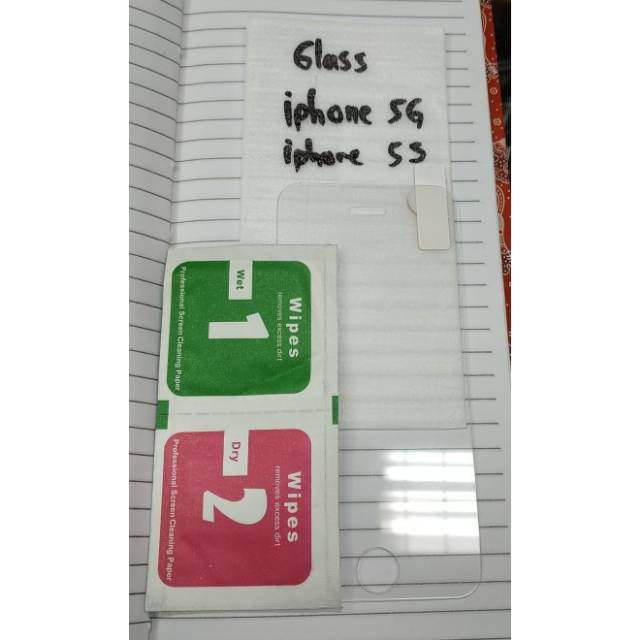 Glass
iphone 5G
iphone 5S
Wipes
removes excess dirt
Wet
1
Professional Screen Cleaning Paper
Wipes
removes excess dirt
Dry
2
Professional Screen Cleaning Paper